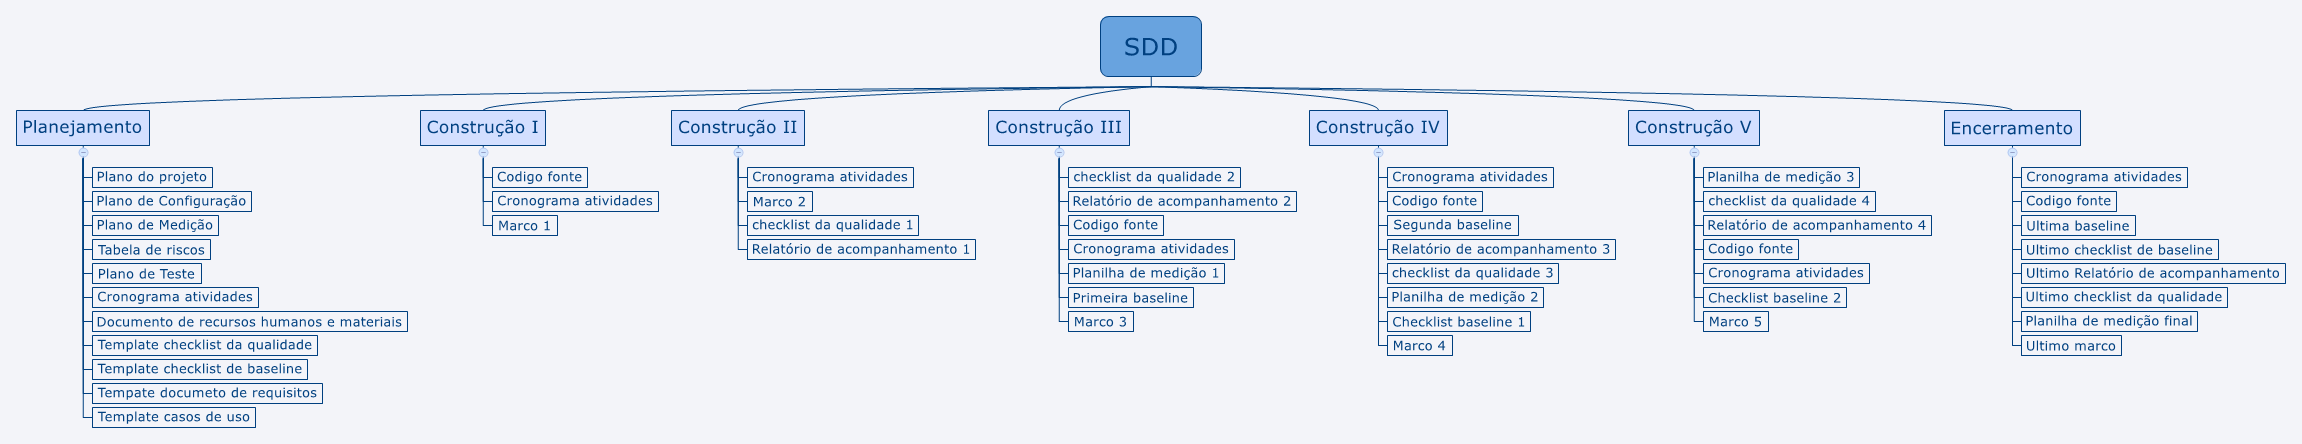 SDD
Planejamento
Plano do projeto
Plano de Configuração
Plano de Medição
Tabela de riscos
Plano de Teste
Cronograma atividades
Documento de recursos humanos e materiais
Template checklist da qualidade
Template checklist de baseline
Tempate documeto de requisitos
Template casos de uso
Construção I
Codigo fonte
Cronograma atividades
Marco 1
Construção II
Cronograma atividades
Marco 2
checklist da qualidade 1
Relatório de acompanhamento 1
Construção III
checklist da qualidade 2
Relatório de acompanhamento 2
Codigo fonte
Cronograma atividades
Planilha de medição 1
Primeira baseline
Marco 3
Construção IV
Cronograma atividades
Codigo fonte
Segunda baseline
Relatório de acompanhamento 3
checklist da qualidade 3
Planilha de medição 2
Checklist baseline 1
Marco 4
Construção V
Planilha de medição 3
checklist da qualidade 4
Relatório de acompanhamento 4
Codigo fonte
Cronograma atividades
Checklist baseline 2
Marco 5
Encerramento
Cronograma atividades
Codigo fonte
Ultima baseline
Ultimo checklist de baseline
Ultimo Relatório de acompanhamento
Ultimo checklist da qualidade
Planilha de medição final
Ultimo marco